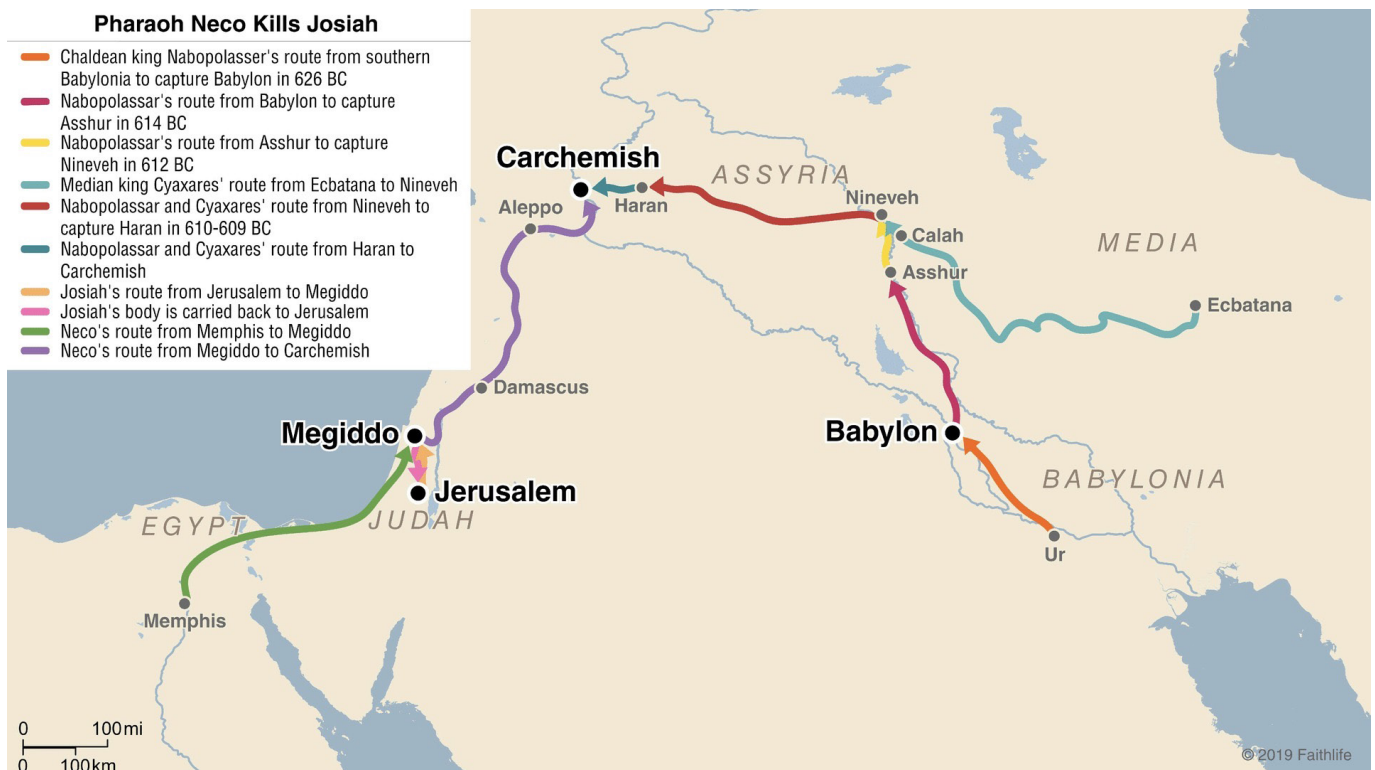 Pharaoh Neco Kills Josiah
Chaldean king Nabopolasser's route from southern
Babylonia to capture Babylon in 626 BC
Nabopolassar's route from Babylon to capture
Asshur in 614 BC
Nabopolassar's route from Asshur to capture
Nineveh in 612 BC
Median king Cyaxares' route from Ecbatana to Nineveh
Nabopolassar and Cyaxares' route from Nineveh to
capture Haran in 610-609 BC
Nabopolassar and Cyaxares' route from Haran to
Carchemish
Josiah's route from Jerusalem to Megiddo
Josiah's body is carried back to Jerusalem
Neco's route from Memphis to Megiddo
Neco's route from Megiddo to Carchemish
Carchemish
ASSYRIA
Haran
Nineveh
Aleppo
Calah
MEDIA
Asshur
Ecbatana
Damascus
Megiddo
Babylon
Jerusalem
BABYLONIA
EGYPT
JUDAH
Ur
Memphis
0 100mi
0 100km
© 2019 Faithlife